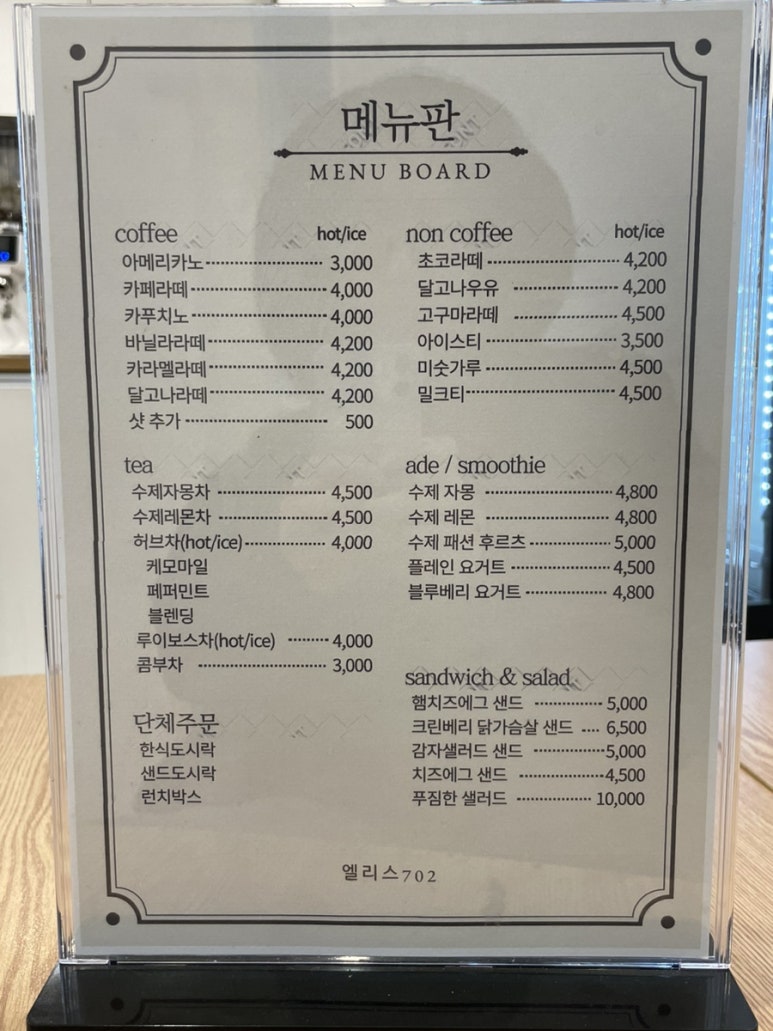 메뉴판
MENU BOARD
coffee hot/ice
아메리카노 3,000
카페라떼 4,000
카푸치노 4,000
바닐라라떼 4,200
카라멜라떼 4,200
달고나라떼 4,200
샷 추가 500
tea
수제자몽차 4,500
수제레몬차 4,500
허브차(hot/ice) 4,000
케모마일
페퍼민트
블렌딩
루이보스차(hot/ice) 4,000
콤부차 3,000
단체주문
한식도시락
샌드도시락
런치박스
non coffee hot/ice
초코라떼 4,200
달고나우유 4,200
고구마라떼 4,500
아이스티 3,500
미숫가루 4,500
밀크티 4,500
ade / smoothie
수제 자몽 4,800
수제 레몬 4,800
수제 패션 후르츠 5,000
플레인 요거트 4,500
블루베리 요거트 4,800
sandwich & salad
햄치즈에그 샌드 5,000
크린베리 닭가슴살 샌드 6,500
감자샐러드 샌드 5,000
치즈에그 샌드 4,500
푸짐한 샐러드 10,000
엘리스702